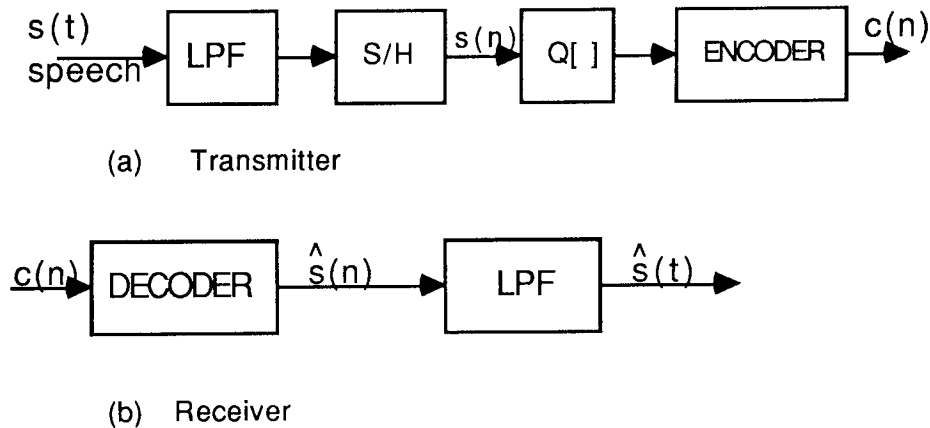 s(t)
speech
LPF
S/H
s(n)
Q[ ]
ENCODER
c(n)
(a) Transmitter
c(n)
DECODER
ŝ(n)
LPF
ŝ(t)
(b) Receiver